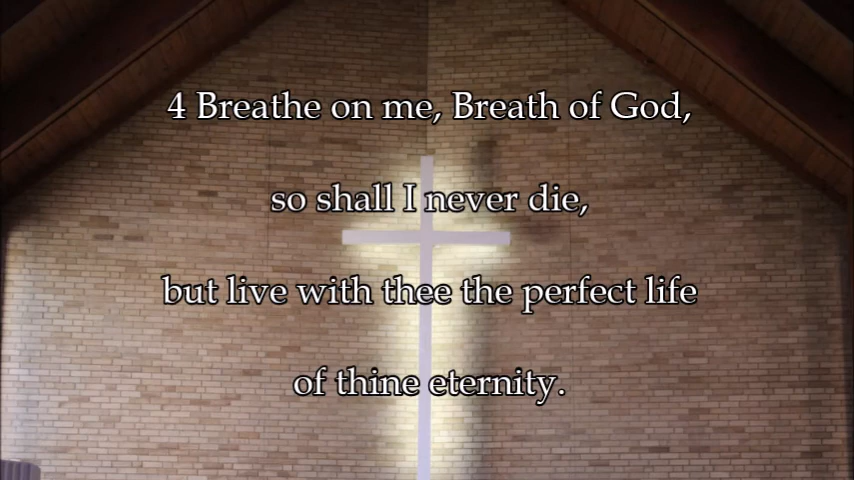 4 Breathe on me, Breath of God,
so shall I never die,
but live with thee the perfect life
of thine eternity.